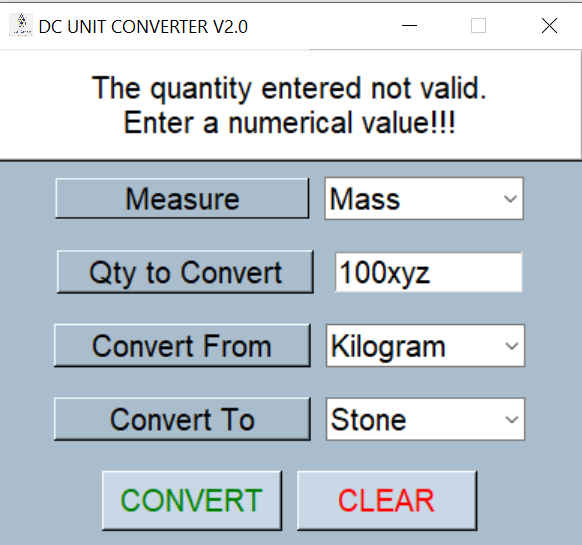 DC UNIT CONVERTER V2.0
The quantity entered not valid.
Enter a numerical value!!!
Measure Mass
Qty to Convert 100xyz
Convert From Kilogram
Convert To Stone
CONVERT CLEAR